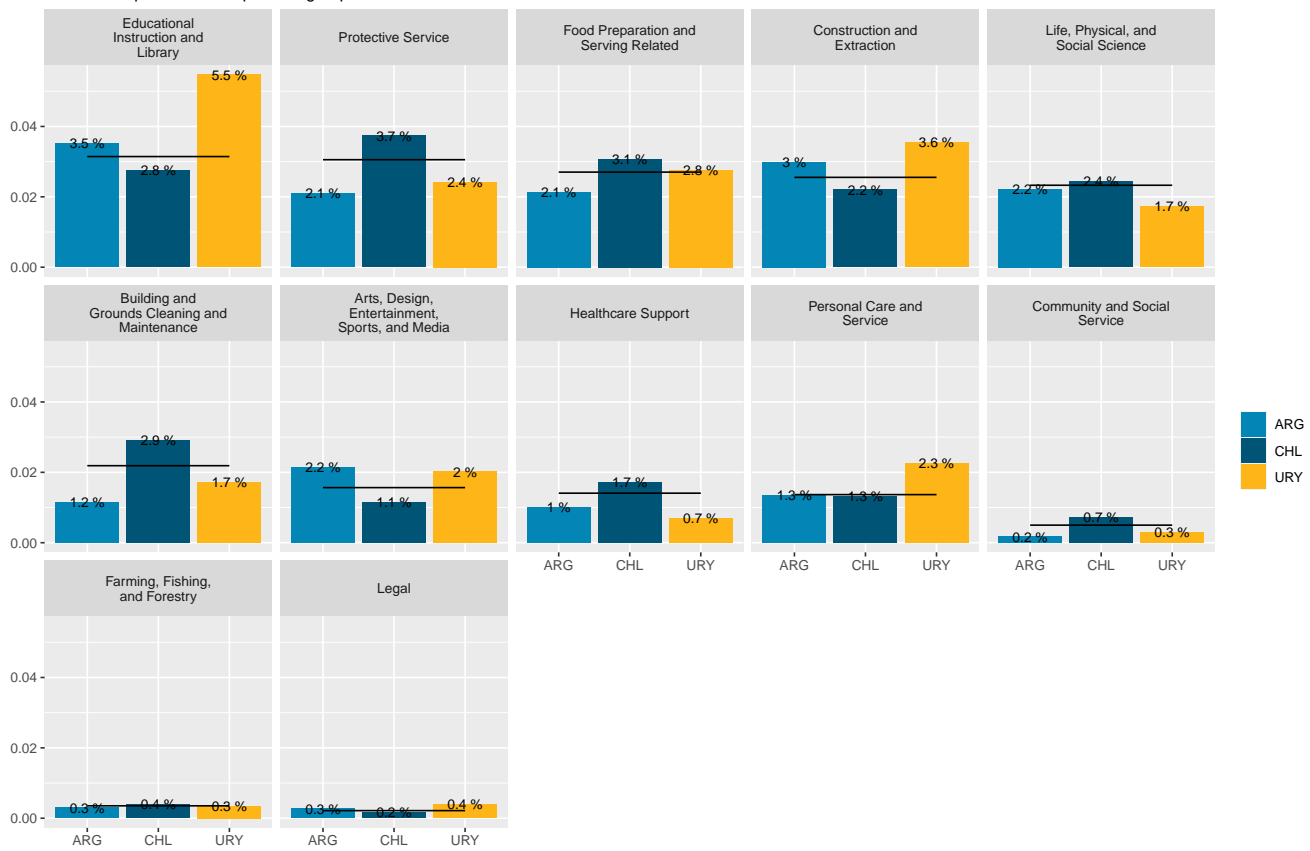 Educational
Instruction and
Library
Protective Service
Food Preparation and
Serving Related
Construction and
Extraction
Life, Physical, and
Social Science
0.04
0.02
0.00
3.5 %
2.8 %
5.5 %
2.1 %
3.7 %
2.4 %
2.1 %
3.1 %
2.8 %
3 %
2.2 %
3.6 %
2.2 %
2.4 %
1.7 %
Building and
Grounds Cleaning and
Maintenance
Arts, Design,
Entertainment,
Sports, and Media
Healthcare Support
Personal Care and
Service
Community and Social
Service
0.04
0.02
0.00
1.2 %
2.9 %
1.7 %
2.2 %
1.1 %
2 %
1 %
1.7 %
0.7 %
1.3 %
1.3 %
2.3 %
0.2 %
0.7 %
0.3 %
ARG CHL URY
ARG CHL URY
ARG CHL URY
ARG
CHL
URY
Farming, Fishing,
and Forestry
Legal
0.04
0.02
0.00
0.3 %
0.4 %
0.3 %
0.3 %
0.2 %
0.4 %
ARG CHL URY
ARG CHL URY